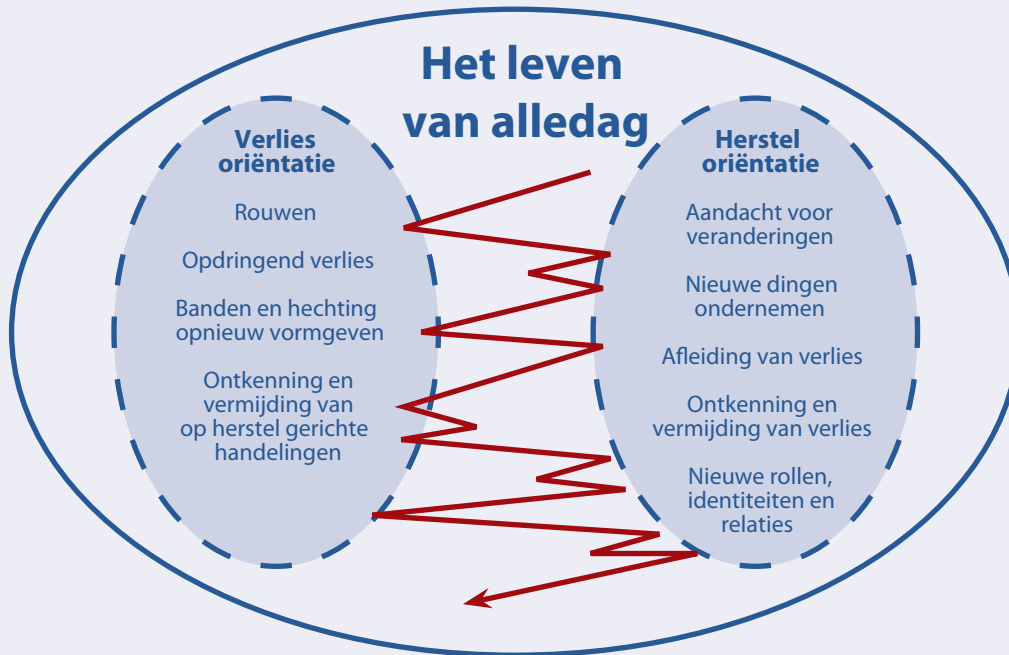 Het leven
van alledag
Verlies
oriëntatie
Rouwen
Opdringend verlies
Banden en hechting
opnieuw vormgeven
Ontkenning en
vermijding van
op herstel gerichte
handelingen
Herstel
oriëntatie
Aandacht voor
veranderingen
Nieuwe dingen
ondernemen
Afleiding van verlies
Ontkenning en
vermijding van verlies
Nieuwe rollen,
identiteiten en
relaties